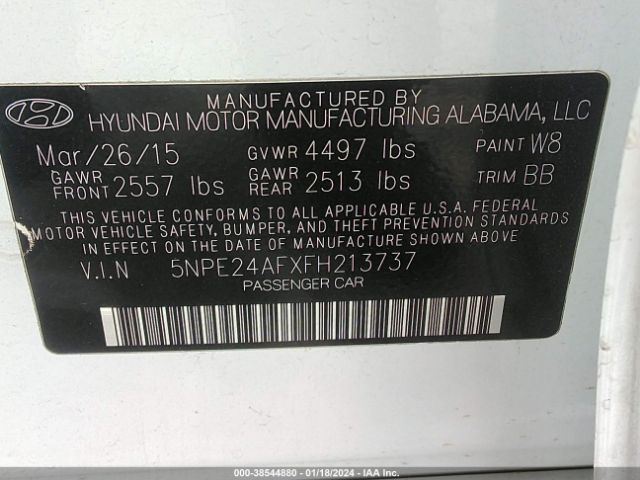 MANUFACTURED BY
HYUNDAI MOTOR MANUFACTURING ALABAMA, LLC
Mar/26/15 GVWR 4497 lbs PAINT W8
GAWR FRONT 2557 lbs GAWR REAR 2513 lbs TRIM BB
THIS VEHICLE CONFORMS TO ALL APPLICABLE U.S.A. FEDERAL
MOTOR VEHICLE SAFETY, BUMPER, AND THEFT PREVENTION STANDARDS
IN EFFECT ON THE DATE OF MANUFACTURE SHOWN ABOVE.
V.I.N 5NPE24AFXFH213737
PASSENGER CAR
000-38544880 - 01/18/2024 - IAA Inc.